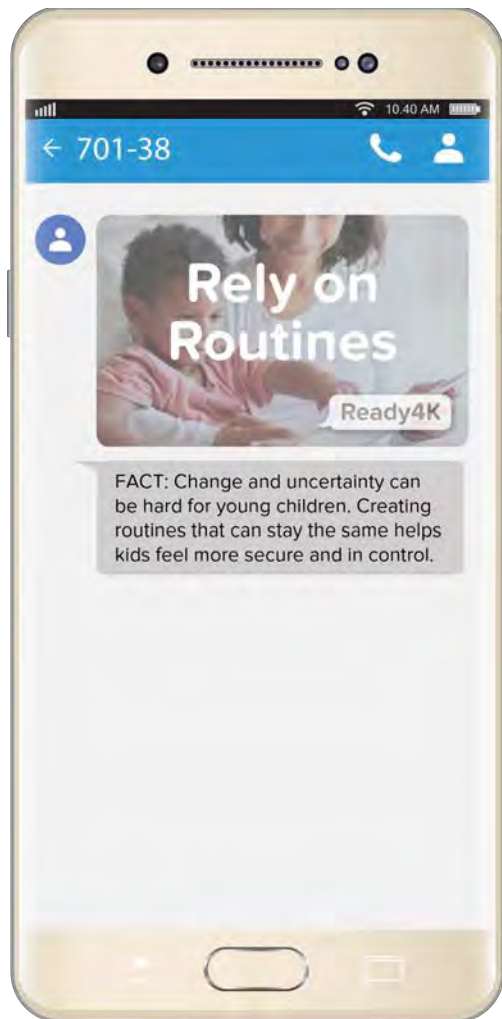 10.40 AM
701-38
Rely on
Routines
Ready4K
FACT: Change and uncertainty can
be hard for young children. Creating
routines that can stay the same helps
kids feel more secure and in control.